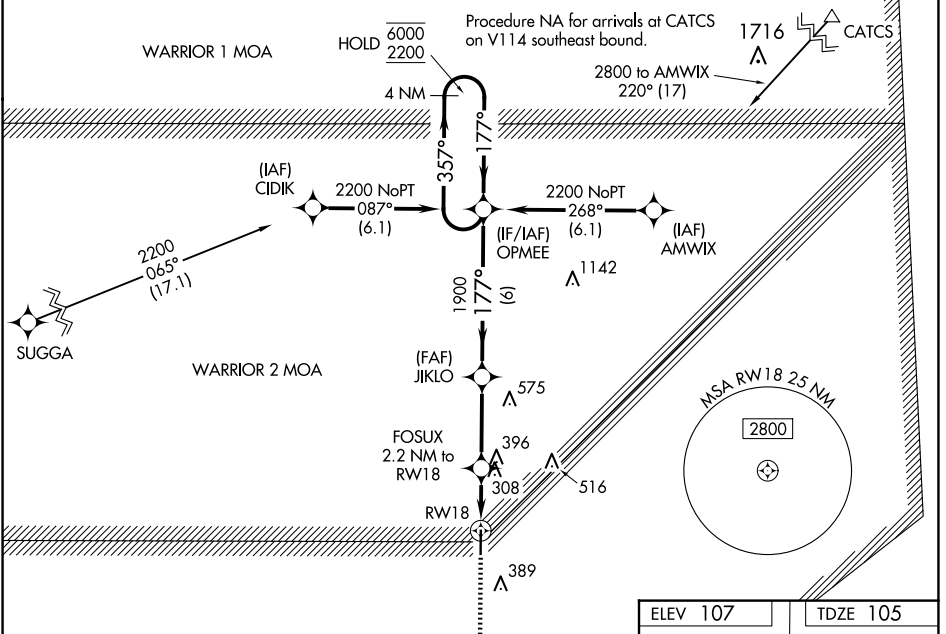 Procedure NA for arrivals at CATCS
on V114 southeast bound.
WARRIOR 1 MOA
HOLD 6000
2200
4 NM
1716
CATCS
2800 to AMWIX
220° (17)
357°
177°
(IAF)
CIDIK
2200 NoPT
087°
(6.1)
2200 NoPT
268°
(6.1)
(IF/IAF)
OPMEE
(IAF)
AMWIX
2200
065°
(17.1)
SUGGA
1900
177°
(6)
1142
WARRIOR 2 MOA
(FAF)
JIKLO
575
MSA RW18 25 NM
2800
FOSUX
2.2 NM to
RW18
396
308
516
RW18
389
ELEV 107
TDZE 105